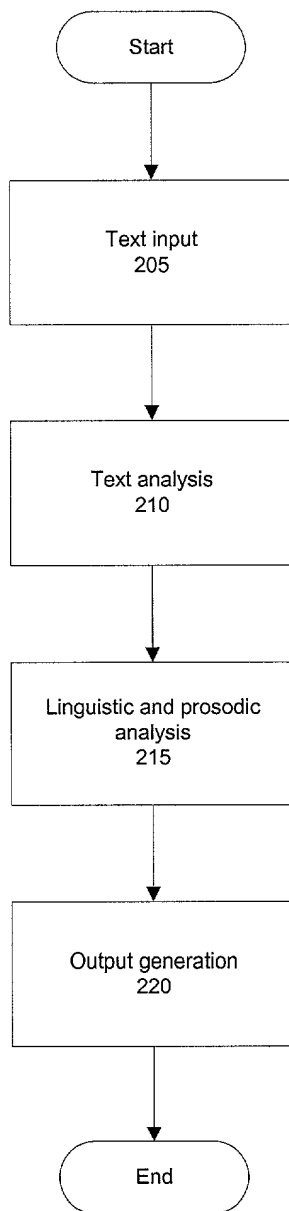 Start
Text input
205
Text analysis
210
Linguistic and prosodic
analysis
215
Output generation
220
End